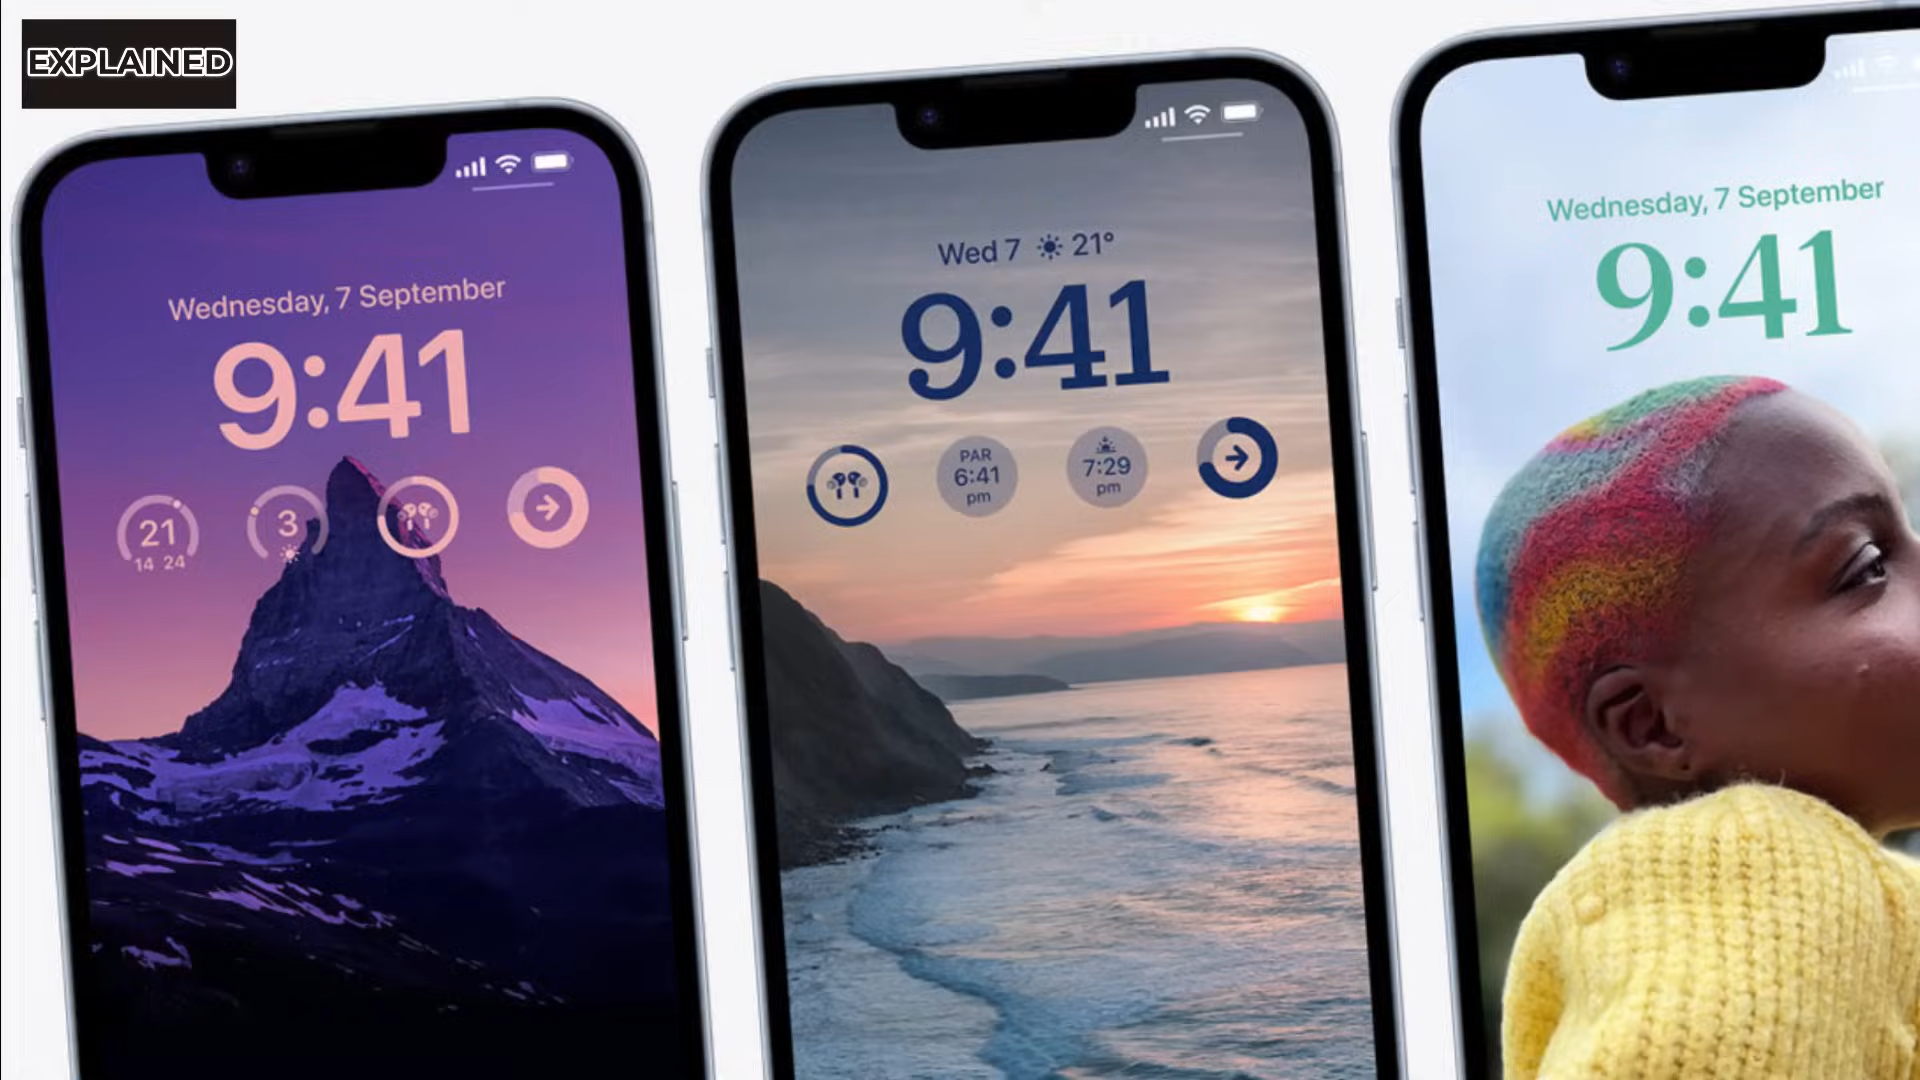 EXPLAINED
Wednesday, 7 September
9:41
21
14 24
3
Wed 7 21°
9:41
PAR
6:41
pm
7:29
pm
Wednesday, 7 September
9:41